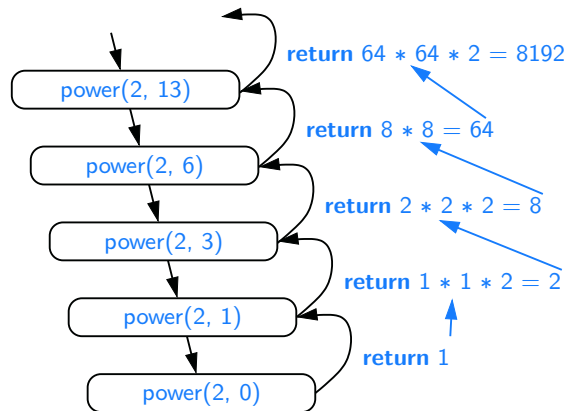 return 64 * 64 * 2 = 8192
power(2, 13)
return 8 * 8 = 64
power(2, 6)
return 2 * 2 * 2 = 8
power(2, 3)
return 1 * 1 * 2 = 2
power(2, 1)
return 1
power(2, 0)